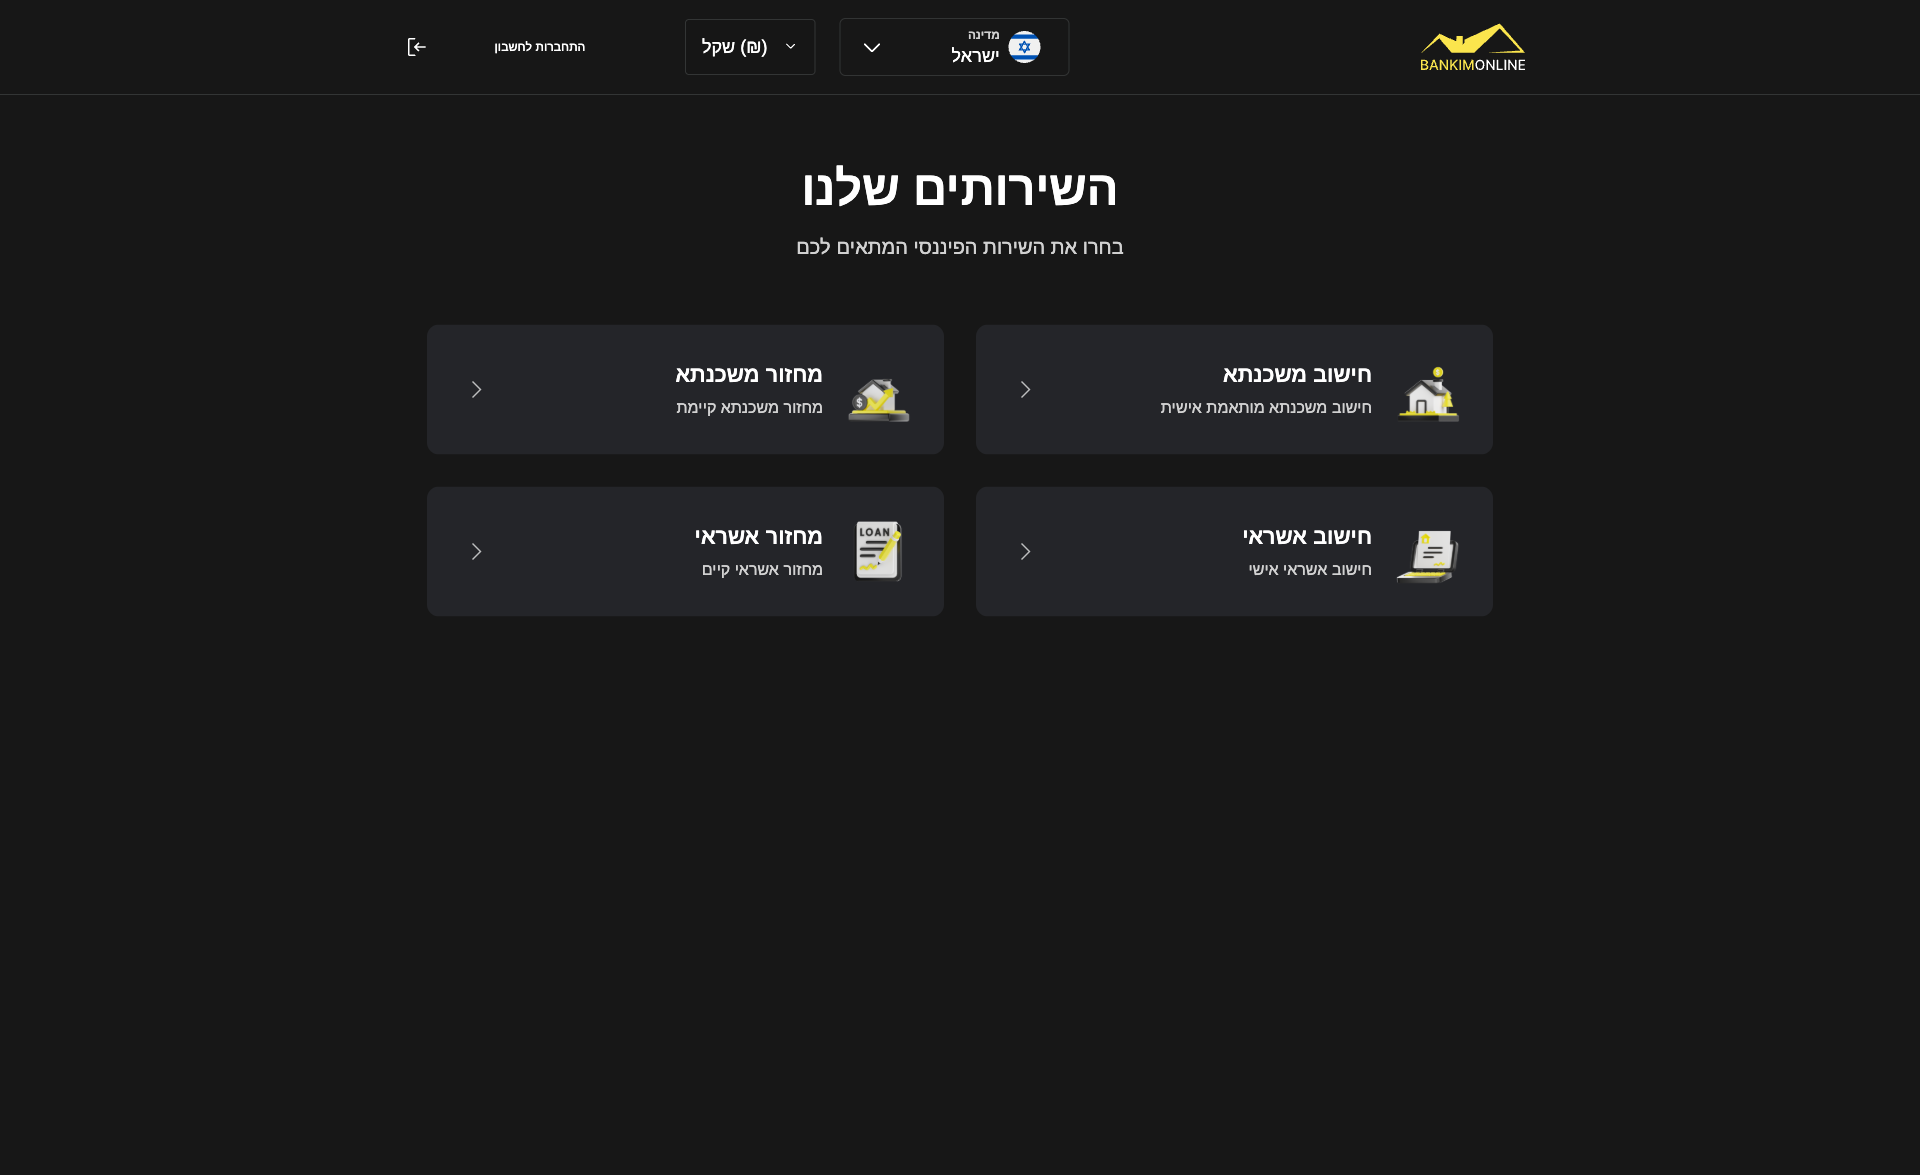 BANKIMONLINE
מדינה
ישראל
שקל (₪)
התחברות לחשבון
השירותים שלנו
בחרו את השירות הפיננסי המתאים לכם
חישוב משכנתא
חישוב משכנתא מותאמת אישית
מחזור משכנתא
מחזור משכנתא קיימת
$
חישוב אשראי
חישוב אשראי אישי
מחזור אשראי
מחזור אשראי קיים
LOAN